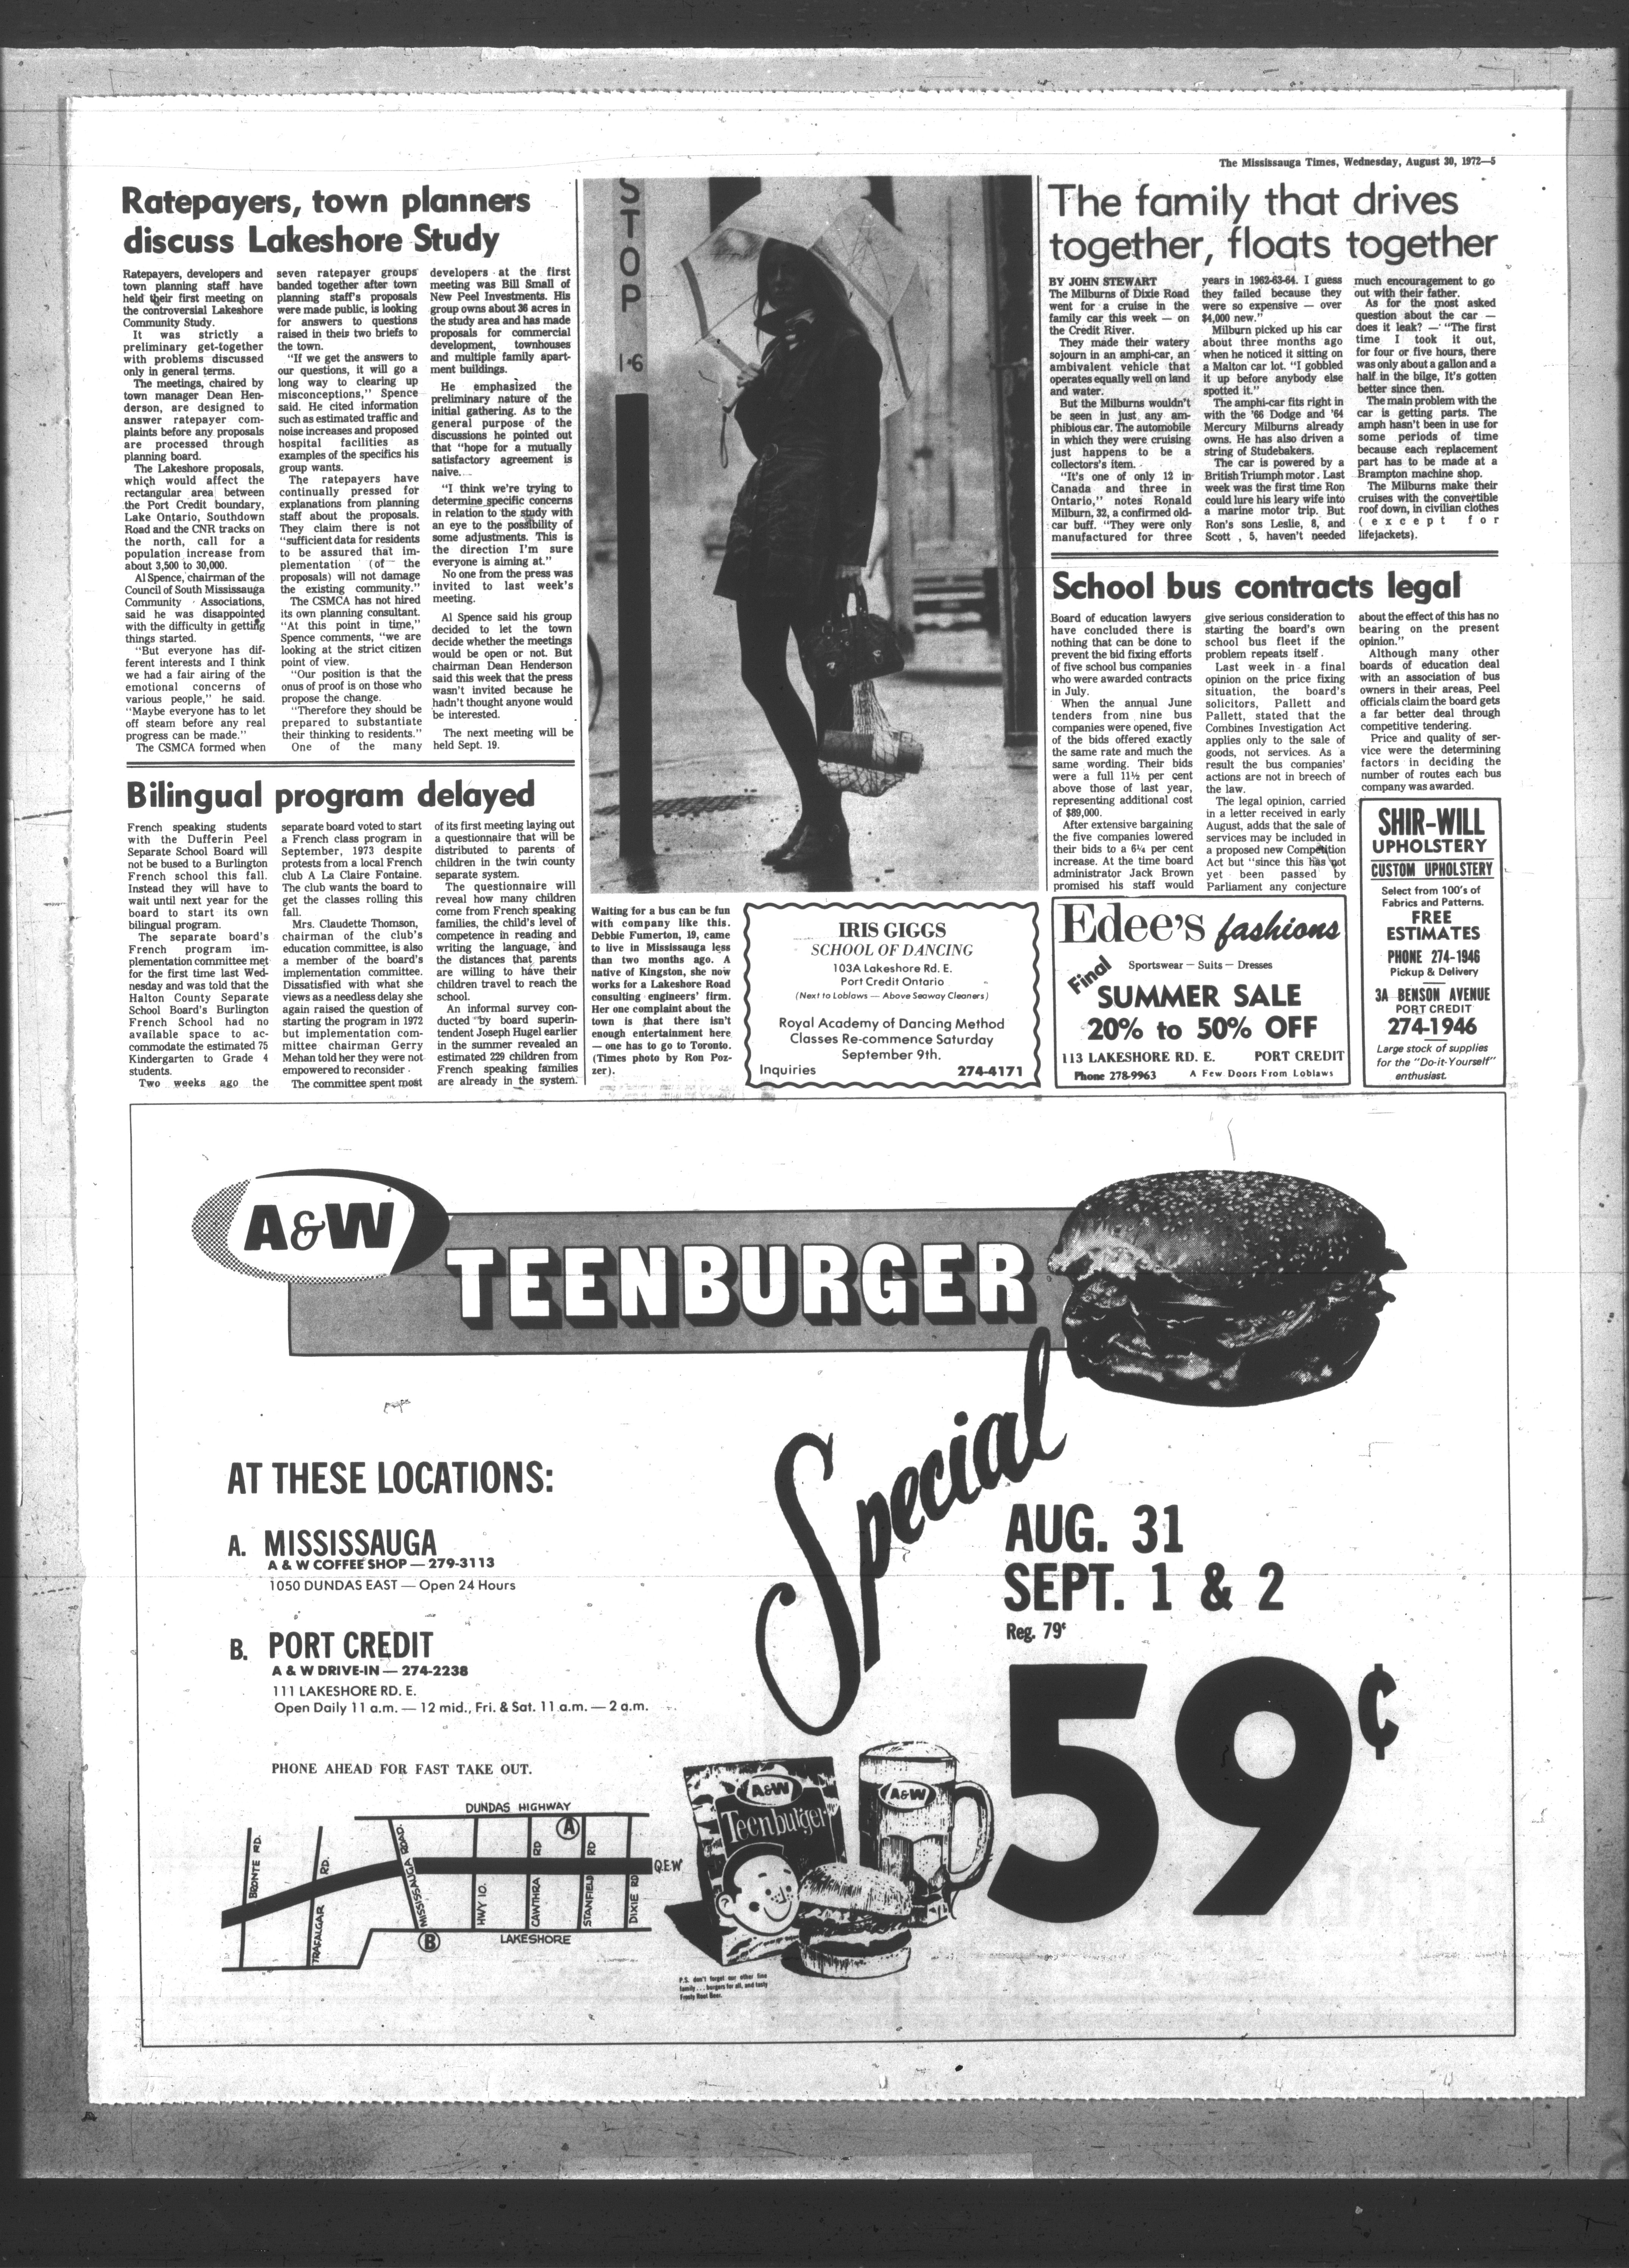 The Mississauga Times, Wednesday, August 30, 1972—5
Ratepayers, town planners
discuss Lakeshore Study
Ratepayers, developers and
town planning staff have
held their first meeting on
the controversial Lakeshore
Community Study.
It was strictly a
preliminary get-together
with problems discussed
only in general terms.
The meetings, chaired by
town manager Dean Hen-
derson, are designed to
answer ratepayer com-
plaints before any proposals
are processed through
planning board.
The Lakeshore proposals,
which would affect the
rectangular area between
the Port Credit boundary,
Lake Ontario, Southdown
Road and the CNR tracks on
the north, call for a
population increase from
about 3,500 to 30,000.
Al Spence, chairman of the
Council of South Mississauga
Community Associations,
said he was disappointed
with the difficulty in getting
things started.
"But everyone has dif-
ferent interests and I think
we had a fair airing of the
emotional concerns of
various people," he said.
"Maybe everyone has to let
off steam before any real
progress can be made."
The CSMCA formed when
seven ratepayer groups
banded together after town
planning staff's proposals
were made public, is looking
for answers to questions
raised in their two briefs to
the town.
"If we get the answers to
our questions, it will go a
long way to clearing up
misconceptions," Spence
said. He cited information
such as estimated traffic and
noise increases and proposed
hospital facilities as
examples of the specifics his
group wants.
The ratepayers have
continually pressed for
explanations from planning
staff about the proposals.
They claim there is not
"sufficient data for residents
to be assured that im-
plementation (of the
proposals) will not damage
the existing community."
The CSMCA has not hired
its own planning consultant.
"At this point in time,"
Spence comments, "we are
looking at the strict citizen
point of view.
"Our position is that the
onus of proof is on those who
propose the change.
"Therefore they should be
prepared to substantiate
their thinking to residents."
One of the many
developers at the first
meeting was Bill Small of
New Peel Investments. His
group owns about 36 acres in
the study area and has made
proposals for commercial
development, townhouses
and multiple family apart-
ment buildings.
He emphasized the
preliminary nature of the
initial gathering. As to the
general purpose of the
discussions he pointed out
that "hope for a mutually
satisfactory agreement is
naive.
"I think we're trying to
determine specific concerns
in relation to the study with
an eye to the possibility of
some adjustments. This is
the direction I'm sure
everyone is aiming at."
No one from the press was
invited to last week's
meeting.
Al Spence said his group
decided to let the town
decide whether the meetings
would be open or not. But
chairman Dean Henderson
said this week that the press
wasn't invited because he
hadn't thought anyone would
be interested.
The next meeting will be
held Sept. 19.
Bilingual program delayed
French speaking students
with the Dufferin Peel
Separate School Board will
not be bused to a Burlington
French school this fall.
Instead they will have to
wait until next year for the
board to start its own
bilingual program.
The separate board's
French program im-
plementation committee met
for the first time last Wed-
nesday and was told that the
Halton County Separate
School Board's Burlington
French School had no
available space to ac-
commodate the estimated 75
Kindergarten to Grade 4
students.
Two weeks ago the
separate board voted to start
a French class program in
September, 1973 despite
protests from a local French
club A La Claire Fontaine.
The club wants the board to
get the classes rolling this
fall.
Mrs. Claudette Thomson,
chairman of the club's
education committee, is also
a member of the board's
implementation committee.
Dissatisfied with what she
views as a needless delay she
again raised the question of
starting the program in 1972
but implementation com-
mittee chairman Gerry
Mehan told her they were not
empowered to reconsider.
The committee spent most
of its first meeting laying out
a questionnaire that will be
distributed to parents of
children in the twin county
separate system.
The questionnaire will
reveal how many children
come from French speaking
families, the child's level of
competence in reading and
writing the language, and
the distances that parents
are willing to have their
children travel to reach the
school.
An informal survey con-
ducted by board superin-
tendent Joseph Hugel earlier
in the summer revealed an
estimated 229 children from
French speaking families
are already in the system.
STOP
1·6
Waiting for a bus can be fun
with company like this.
Debbie Fumerton, 19, came
to live in Mississauga less
than two months ago. A
native of Kingston, she now
works for a Lakeshore Road
consulting engineers' firm.
Her one complaint about the
town is that there isn't
enough entertainment here
— one has to go to Toronto.
(Times photo by Ron Poz-
zer).
The family that drives
together, floats together
BY JOHN STEWART
The Milburns of Dixie Road
went for a cruise in the
family car this week — on
the Credit River.
They made their watery
sojourn in an amphi-car, an
ambivalent vehicle that
operates equally well on land
and water.
But the Milburns wouldn't
be seen in just any am-
phibious car. The automobile
in which they were cruising
just happens to be a
collectors's item.
"It's one of only 12 in
Canada and three in
Ontario," notes Ronald
Milburn, 32, a confirmed old-
car buff. "They were only
manufactured for three
years in 1962-63-64. I guess
they failed because they
were so expensive — over
$4,000 new."
Milburn picked up his car
about three months ago
when he noticed it sitting on
a Malton car lot. "I gobbled
it up before anybody else
spotted it."
The amphi-car fits right in
with the '66 Dodge and '64
Mercury Milburns already
owns. He has also driven a
string of Studebakers.
The car is powered by a
British Triumph motor. Last
week was the first time Ron
could lure his leary wife into
a marine motor trip. But
Ron's sons Leslie, 8, and
Scott , 5, haven't needed
much encouragement to go
out with their father.
As for the most asked
question about the car —
does it leak? — "The first
time I took it out,
for four or five hours, there
was only about a gallon and a
half in the bilge, It's gotten
better since then.
The main problem with the
car is getting parts. The
amph hasn't been in use for
some periods of time
because each replacement
part has to be made at a
Brampton machine shop.
The Milburns make their
cruises with the convertible
roof down, in civilian clothes
(except for
lifejackets).
School bus contracts legal
Board of education lawyers
have concluded there is
nothing that can be done to
prevent the bid fixing efforts
of five school bus companies
who were awarded contracts
in July.
When the annual June
tenders from nine bus
companies were opened, five
of the bids offered exactly
the same rate and much the
same wording. Their bids
were a full 11½ per cent
above those of last year,
representing additional cost
of $89,000.
After extensive bargaining
the five companies lowered
their bids to a 6¼ per cent
increase. At the time board
administrator Jack Brown
promised his staff would
give serious consideration to
starting the board's own
school bus fleet if the
problem repeats itself.
Last week in a final
opinion on the price fixing
situation, the board's
solicitors, Pallett and
Pallett, stated that the
Combines Investigation Act
applies only to the sale of
goods, not services. As a
result the bus companies'
actions are not in breech of
the law.
The legal opinion, carried
in a letter received in early
August, adds that the sale of
services may be included in
a proposed new Competition
Act but "since this has not
yet been passed by
Parliament any conjecture
about the effect of this has no
bearing on the present
opinion."
Although many other
boards of education deal
with an association of bus
owners in their areas, Peel
officials claim the board gets
a far better deal through
competitive tendering.
Price and quality of ser-
vice were the determining
factors in deciding the
number of routes each bus
company was awarded.
IRIS GIGGS
SCHOOL OF DANCING
103A Lakeshore Rd. E.
Port Credit Ontario
(Next to Loblaws — Above Seaway Cleaners)
Royal Academy of Dancing Method
Classes Re-commence Saturday
September 9th.
Inquiries 274-4171
Edee's fashions
Sportswear — Suits — Dresses
Final
SUMMER SALE
20% to 50% OFF
113 LAKESHORE RD. E. PORT CREDIT
Phone 278-9963 A Few Doors From Loblaws
SHIR-WILL
UPHOLSTERY
CUSTOM UPHOLSTERY
Select from 100's of
Fabrics and Patterns.
FREE
ESTIMATES
PHONE 274-1946
Pickup & Delivery
3A BENSON AVENUE
PORT CREDIT
274-1946
Large stock of supplies
for the "Do-it-Yourself"
enthusiast.
A&W
TEENBURGER
Special
AT THESE LOCATIONS:
A. MISSISSAUGA
A & W COFFEE SHOP — 279-3113
1050 DUNDAS EAST — Open 24 Hours
B. PORT CREDIT
A & W DRIVE-IN — 274-2238
111 LAKESHORE RD. E.
Open Daily 11 a.m. — 12 mid., Fri. & Sat. 11 a.m. — 2 a.m.
PHONE AHEAD FOR FAST TAKE OUT.
AUG. 31
SEPT. 1 & 2
Reg. 79¢
59¢
DUNDAS HIGHWAY
A
BRONTE RD.
TRAFALGAR RD.
MISSISSAUGA ROAD
HWY 10.
CAWTHRA RD
STANFIELD RD
DIXIE RD
Q.E.W
B
LAKESHORE
A&W
Teenburger
A&W
P.S. don't forget our other fine
family . . . burgers for all, and tasty
Frosty Root Beer.